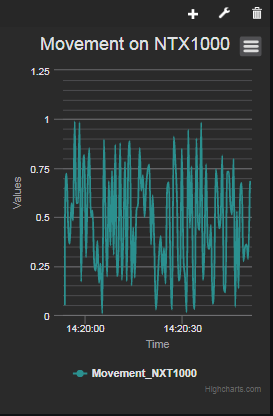 Movement on NTX1000
1.25
1
0.75
0.5
0.25
0
Values
14:20:00 14:20:30
Time
Movement_NXT1000
Highcharts.com